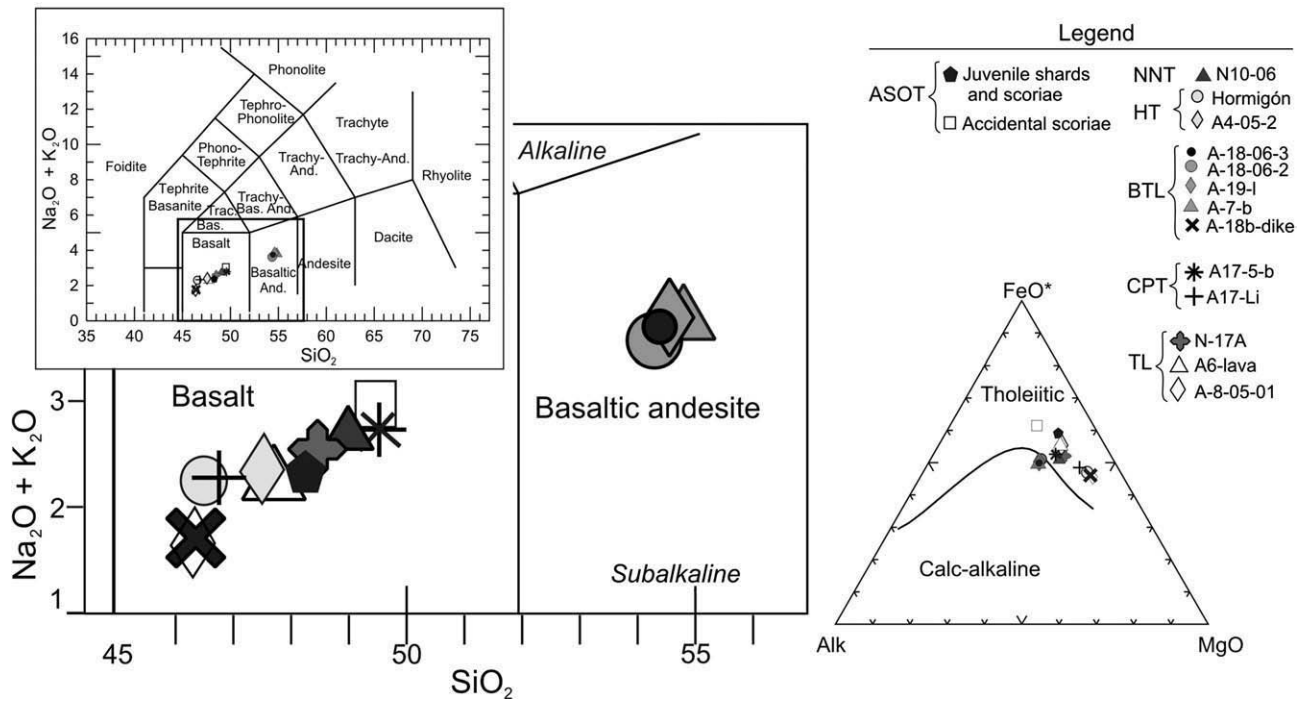 16
14
12
10
8
6
4
2
0
Na₂O + K₂O
35 45 50 55 60 65 70 75
SiO₂
Phonolite
Tephro-
Phonolite
Trachyte
Foidite
Phono-
Tephrite
Trachy-
And.
Trachy-And.
Rhyolite
Tephrite
Basanite
Trac.
Bas.
Trachy-
Bas. And.
Basalt
Basaltic
And.
Andesite
Dacite
Alkaline
3
2
1
Na₂O + K₂O
Basalt
Basaltic andesite
Subalkaline
45 50 55
SiO₂
Legend
ASOT
Juvenile shards
and scoriae
Accidental scoriae
NNT N10-06
HT
Hormigón
A4-05-2
BTL
A-18-06-3
A-18-06-2
A-19-I
A-7-b
A-18b-dike
CPT
A17-5-b
A17-Li
TL
N-17A
A6-lava
A-8-05-01
FeO*
Tholeiitic
Calc-alkaline
Alk MgO